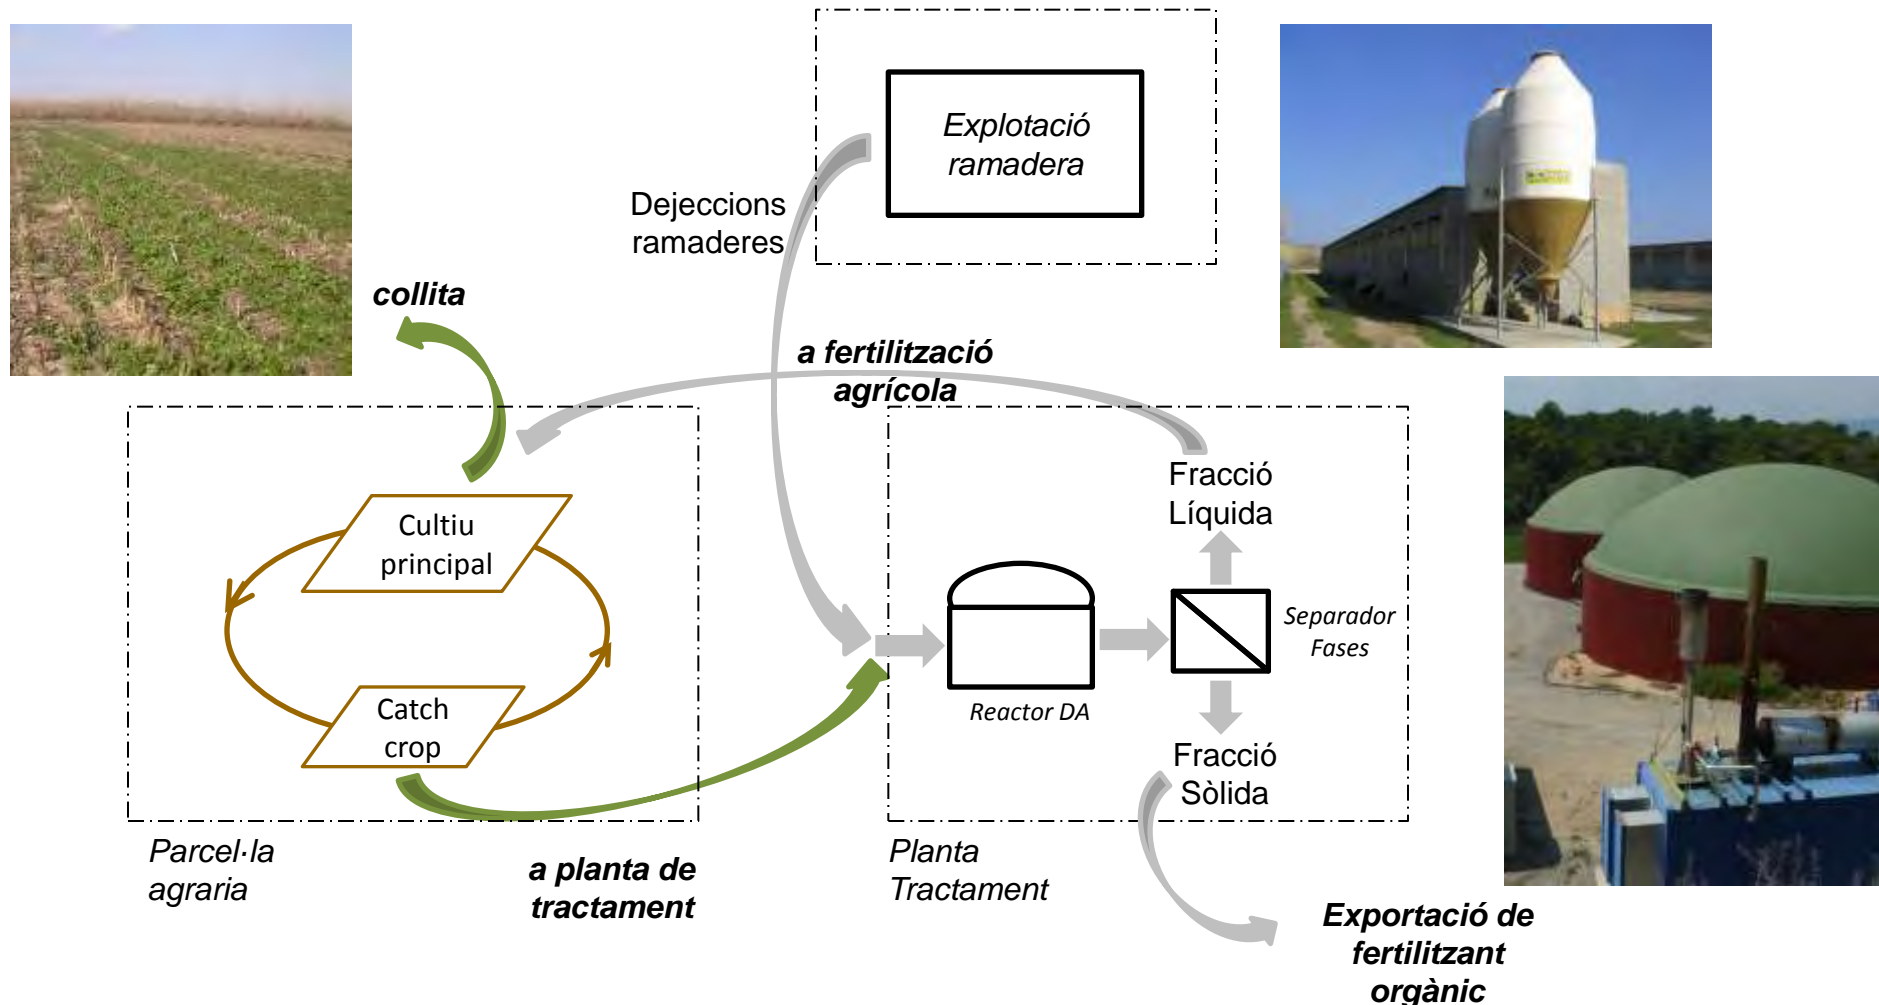 Explotació
ramadera
Dejeccions
ramaderes
collita
a fertilització
agrícola
Cultiu
principal
Catch
crop
Fracció
Líquida
Separador
Fases
Reactor DA
Fracció
Sòlida
Parcel·la
agraria
a planta de
tractament
Planta
Tractament
Exportació de
fertilitzant
orgànic